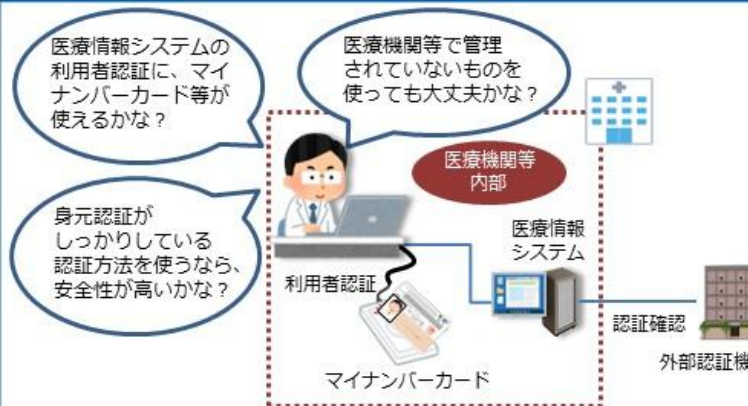 医療情報システムの
利用者認証に、マイ
ナンバーカード等が
使えるかな？
医療機関等で管理
されていないものを
使っても大丈夫かな？
医療機関等
内部
身元認証が
しっかりしている
認証方法を使うなら、
安全性が高いかな？
医療情報
システム
利用者認証
認証確認
外部認証機
マイナンバーカード